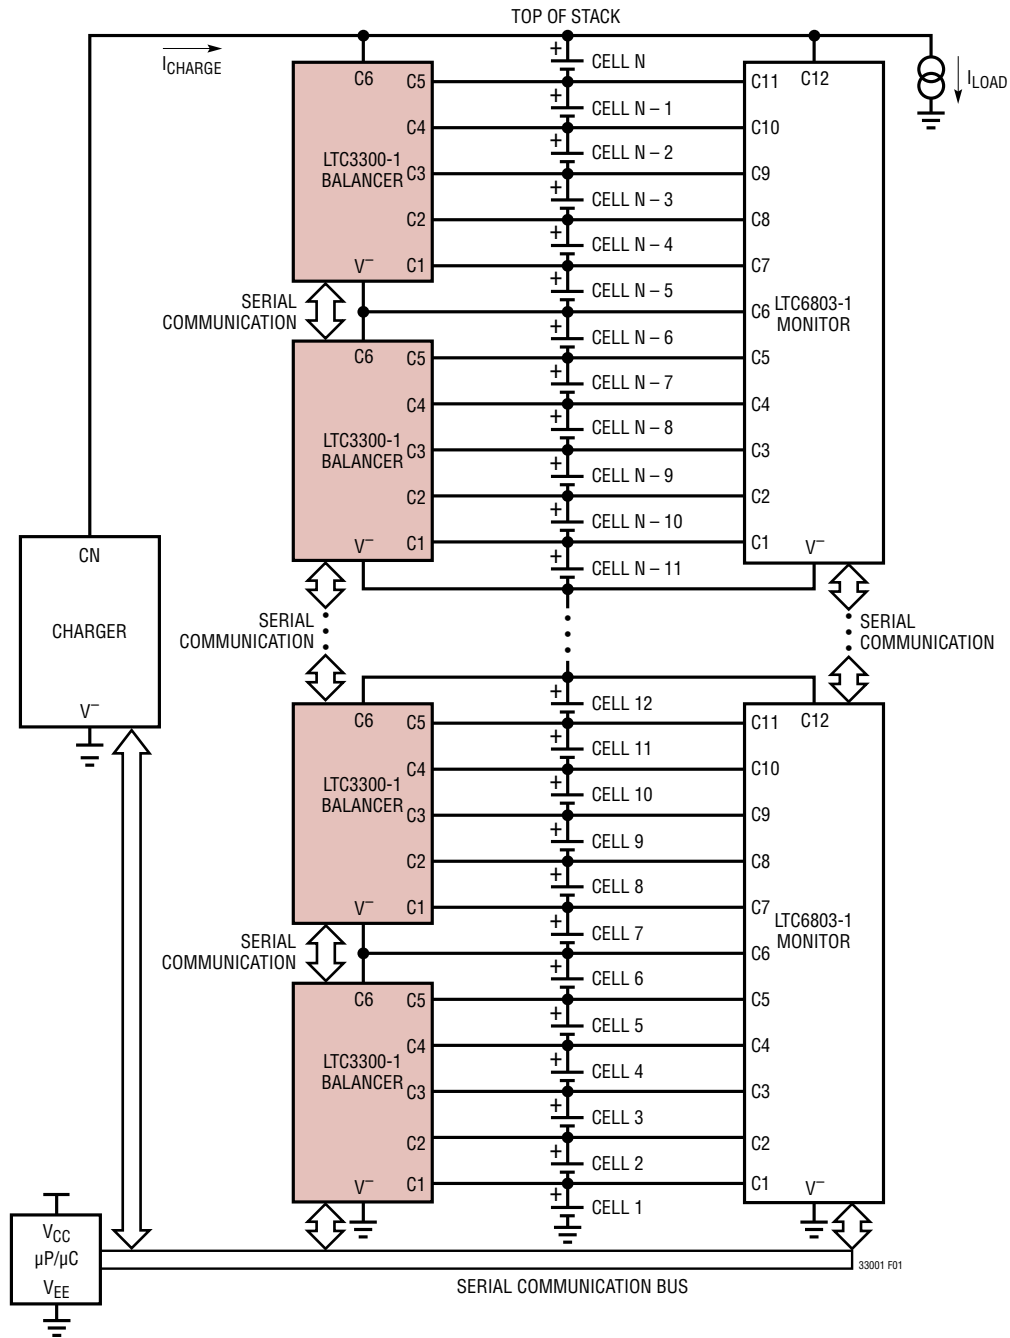 TOP OF STACK
I_CHARGE
I_LOAD
C6
C5
C4
LTC3300-1
BALANCER
C3
C2
V–
C1
+
CELL N
+
CELL N – 1
+
CELL N – 2
+
CELL N – 3
+
CELL N – 4
+
CELL N – 5
C12
C11
C10
C9
C8
C7
C6
LTC6803-1
MONITOR
SERIAL
COMMUNICATION
C6
C5
C4
LTC3300-1
BALANCER
C3
C2
V–
C1
+
CELL N – 6
+
CELL N – 7
+
CELL N – 8
+
CELL N – 9
+
CELL N – 10
+
CELL N – 11
C5
C4
C3
C2
C1
V–
CN
CHARGER
V–
SERIAL
COMMUNICATION
SERIAL
COMMUNICATION
C6
C5
C4
LTC3300-1
BALANCER
C3
C2
V–
C1
+
CELL 12
+
CELL 11
+
CELL 10
+
CELL 9
+
CELL 8
+
CELL 7
C12
C11
C10
C9
C8
C7
LTC6803-1
MONITOR
C6
SERIAL
COMMUNICATION
C6
C5
C4
LTC3300-1
BALANCER
C3
C2
V–
C1
+
CELL 6
+
CELL 5
+
CELL 4
+
CELL 3
+
CELL 2
+
CELL 1
C5
C4
C3
C2
C1
V–
VCC
µP/µC
VEE
SERIAL COMMUNICATION BUS
33001 F01